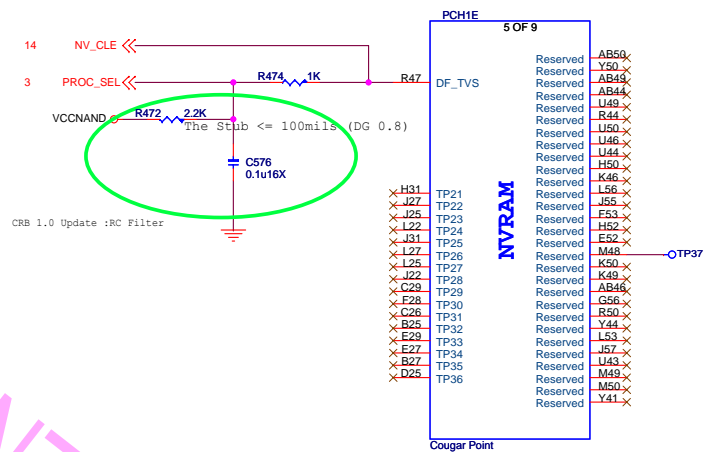 PCH1E
5 OF 9
14 NV_CLE
3 PROC_SEL
R474 1K
R47 DF_TVS
VCCNAND R472 2.2K
The Stub <= 100mils (DG 0.8)
C576
0.1u16X
CRB 1.0 Update :RC Filter
H31 TP21
J27 TP22
J25 TP23
L22 TP24
J31 TP25
L27 TP26
L25 TP27
J22 TP28
C29 TP29
F28 TP30
C26 TP31
B25 TP32
E29 TP33
E27 TP34
B27 TP35
D25 TP36
NVRAM
Reserved AB50
Reserved Y50
Reserved AB49
Reserved AB44
Reserved U49
Reserved R44
Reserved U50
Reserved U46
Reserved U44
Reserved H50
Reserved K46
Reserved L56
Reserved J55
Reserved F53
Reserved H52
Reserved E52
Reserved M48 TP37
Reserved K50
Reserved K49
Reserved AB46
Reserved G56
Reserved R50
Reserved Y44
Reserved L53
Reserved J57
Reserved U43
Reserved M49
Reserved M50
Reserved Y41
Cougar Point